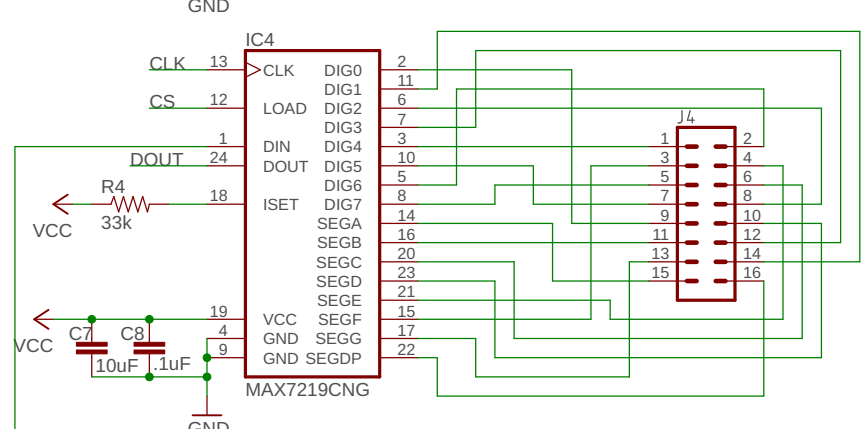 GND
IC4
CLK 13 CLK DIG0 2
DIG1 11
CS 12 LOAD DIG2 6
DIG3 7
J4
1 DIN DIG4 3 1 2
DOUT 24 DOUT DIG5 10 3 4
R4 DIG6 5 5 6
18 ISET DIG7 8 7 8
33k SEGA 14 9 10
VCC
SEGB 16 11 12
SEGC 20 13 14
SEGD 23 15 16
SEGE 21
19 VCC SEGF 15
C7 C8 4 GND SEGG 17
VCC
10uF .1uF 9 GND SEGDP 22
MAX7219CNG
GND